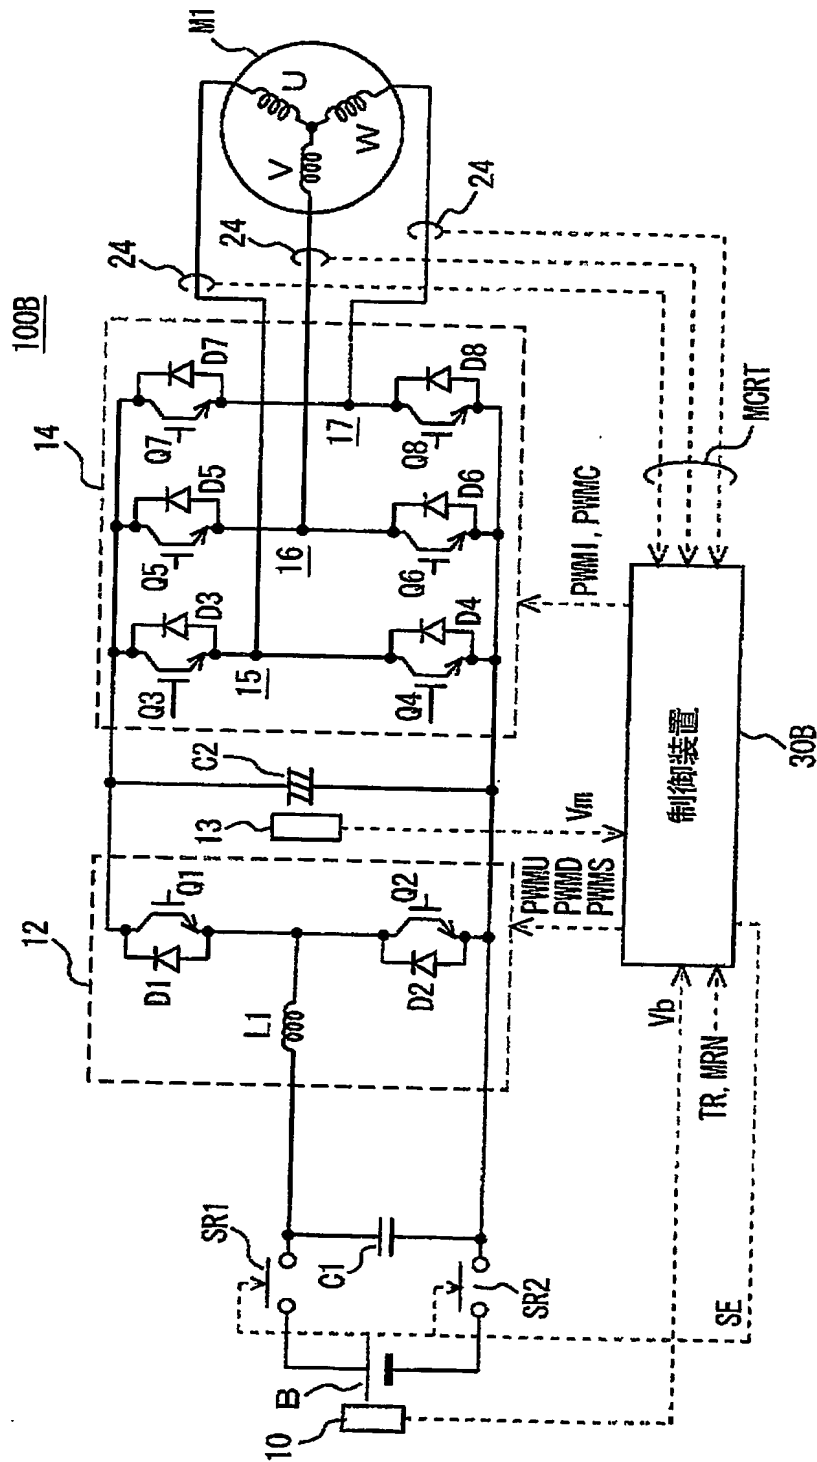 100B
12
14
M1
D1
Q1
13
C2
Q3
D3
Q5
D5
Q7
D7
24
24
24
U
V
W
15
16
17
L1
D2
Q2
Q4
D4
Q6
D6
Q8
D8
SR1
C1
SR2
B
10
PWMU
PWMD
PWMS
Vm
PWMI, PWMC
MCRT
Vb
TR, MRN
SE
制御装置
30B